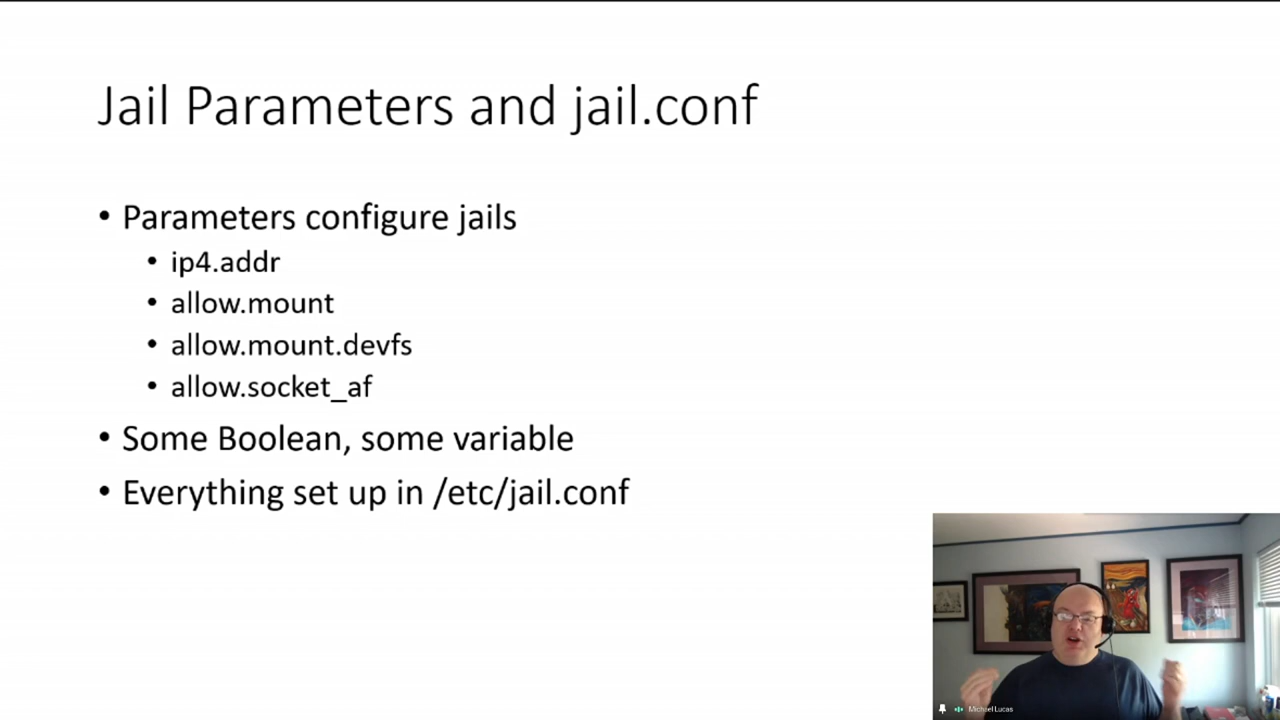 Jail Parameters and jail.conf
• Parameters configure jails
• ip4.addr
• allow.mount
• allow.mount.devfs
• allow.socket_af
• Some Boolean, some variable
• Everything set up in /etc/jail.conf
Michael Lucas